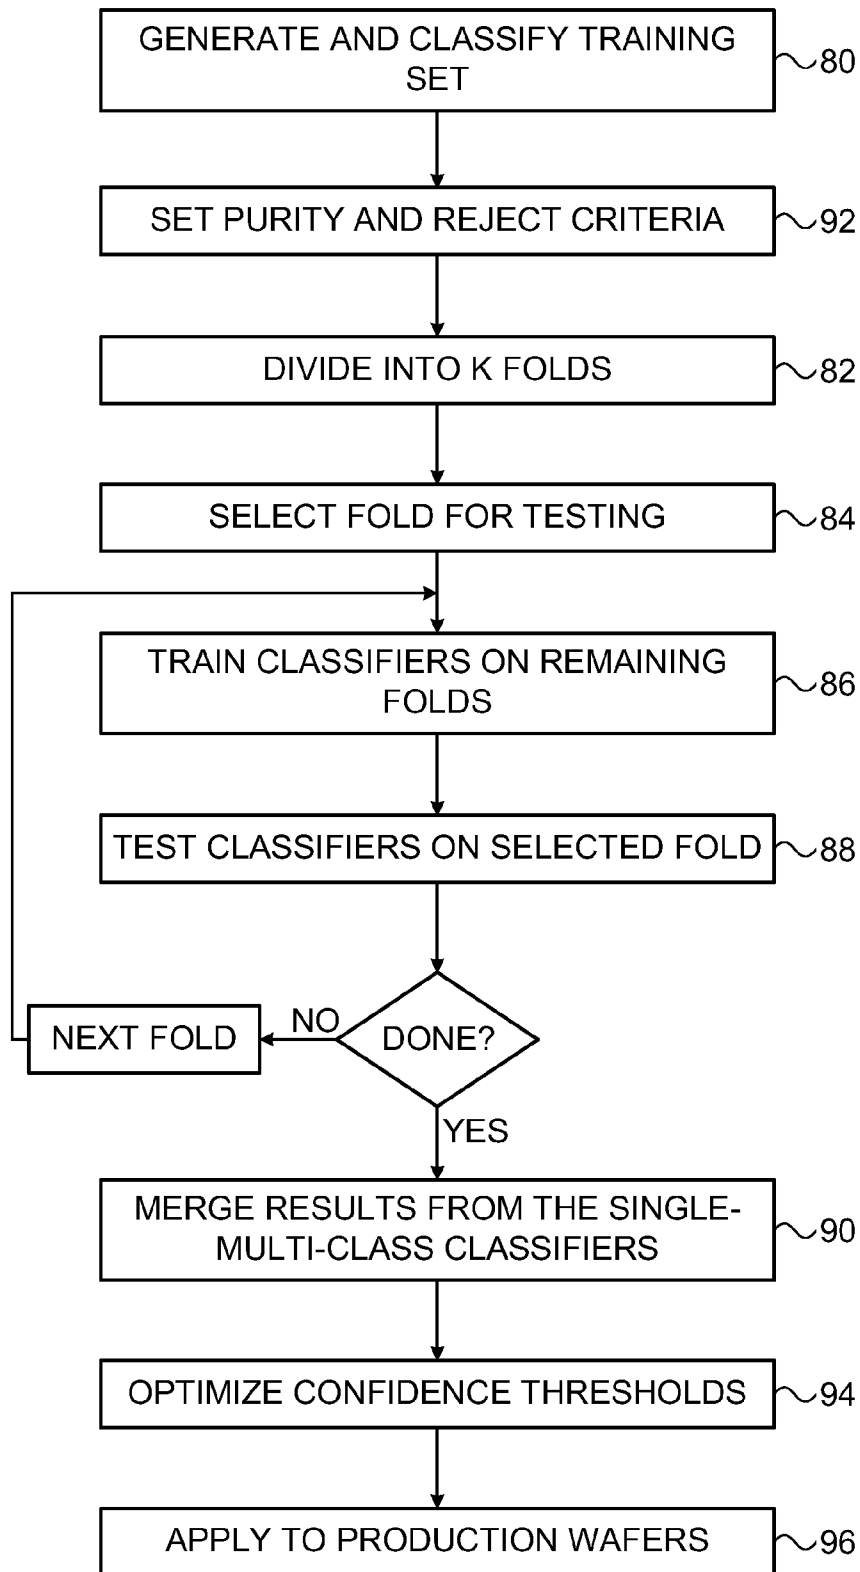 GENERATE AND CLASSIFY TRAINING
SET
80
SET PURITY AND REJECT CRITERIA
92
DIVIDE INTO K FOLDS
82
SELECT FOLD FOR TESTING
84
TRAIN CLASSIFIERS ON REMAINING
FOLDS
86
TEST CLASSIFIERS ON SELECTED FOLD
88
NEXT FOLD
NO
DONE?
YES
MERGE RESULTS FROM THE SINGLE-
MULTI-CLASS CLASSIFIERS
90
OPTIMIZE CONFIDENCE THRESHOLDS
94
APPLY TO PRODUCTION WAFERS
96